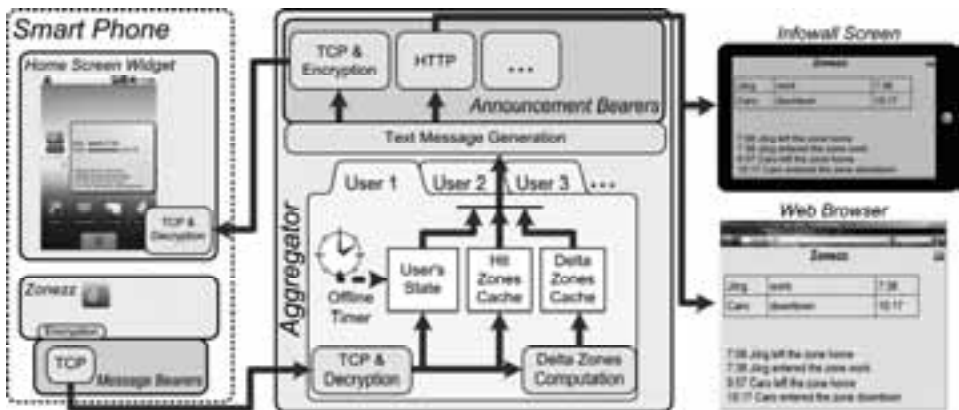 Smart Phone
Home Screen Widget
TCP &
Decryption
Zonezz
Encryption
TCP
Message Bearers
Aggregator
TCP &
Encryption
HTTP
...
Announcement Bearers
Text Message Generation
User 1
User 2
User 3
...
Offline
Timer
User's
State
Hit
Zones
Cache
Delta
Zones
Cache
TCP &
Decryption
Delta Zones
Computation
Infowall Screen
Zonezz
Jörg work 7:38
Caro downtown 10:17
7:08 Jörg left the zone home
7:38 Jörg entered the zone work
9:57 Caro left the zone home
10:17 Caro entered the zone downtown
Web Browser
Zonezz
Jörg work 7:38
Caro downtown 10:17
7:08 Jörg left the zone home
7:38 Jörg entered the zone work
9:57 Caro left the zone home
10:17 Caro entered the zone downtown